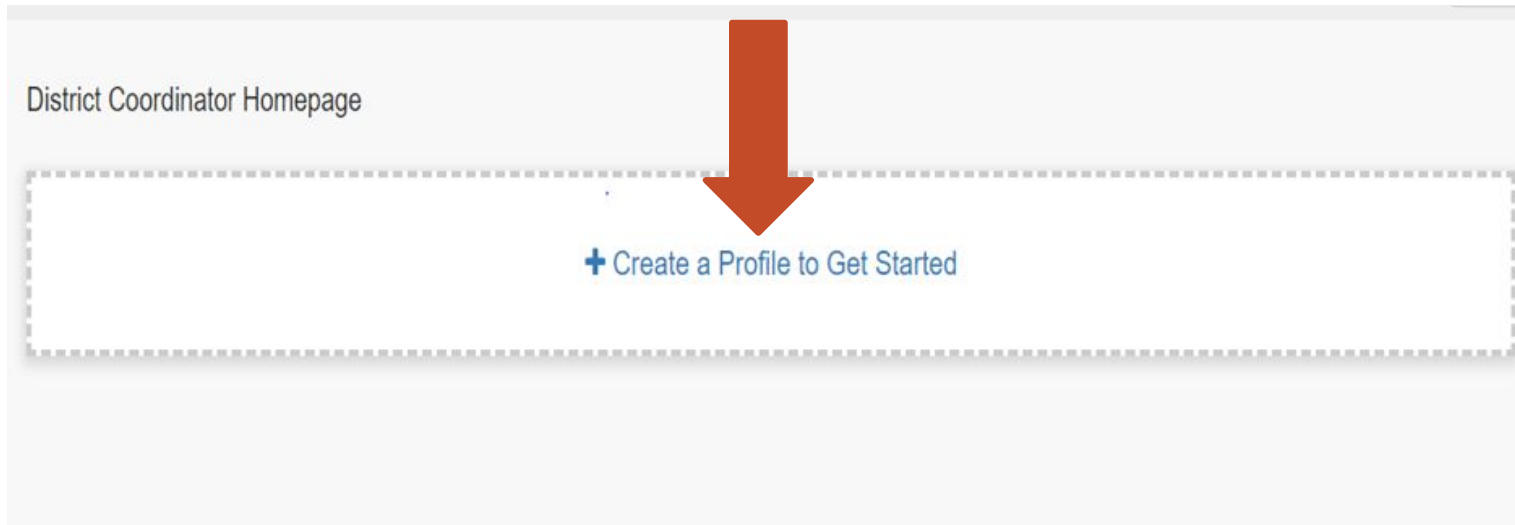 District Coordinator Homepage
+ Create a Profile to Get Started